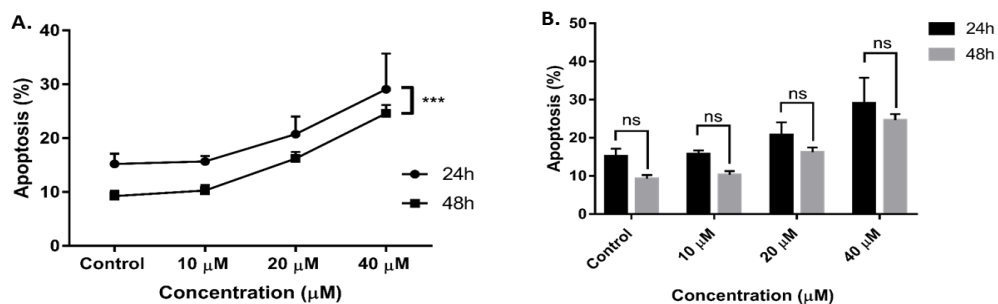 A.
40
30
20
10
0
Apoptosis (%)
***
24h
48h
Control 10 μM 20 μM 40 μM
Concentration (μM)
B.
50
40
30
20
10
0
Apoptosis (%)
ns
ns
ns
ns
24h
48h
Control 10 μM 20 μM 40 μM
Concentration (μM)